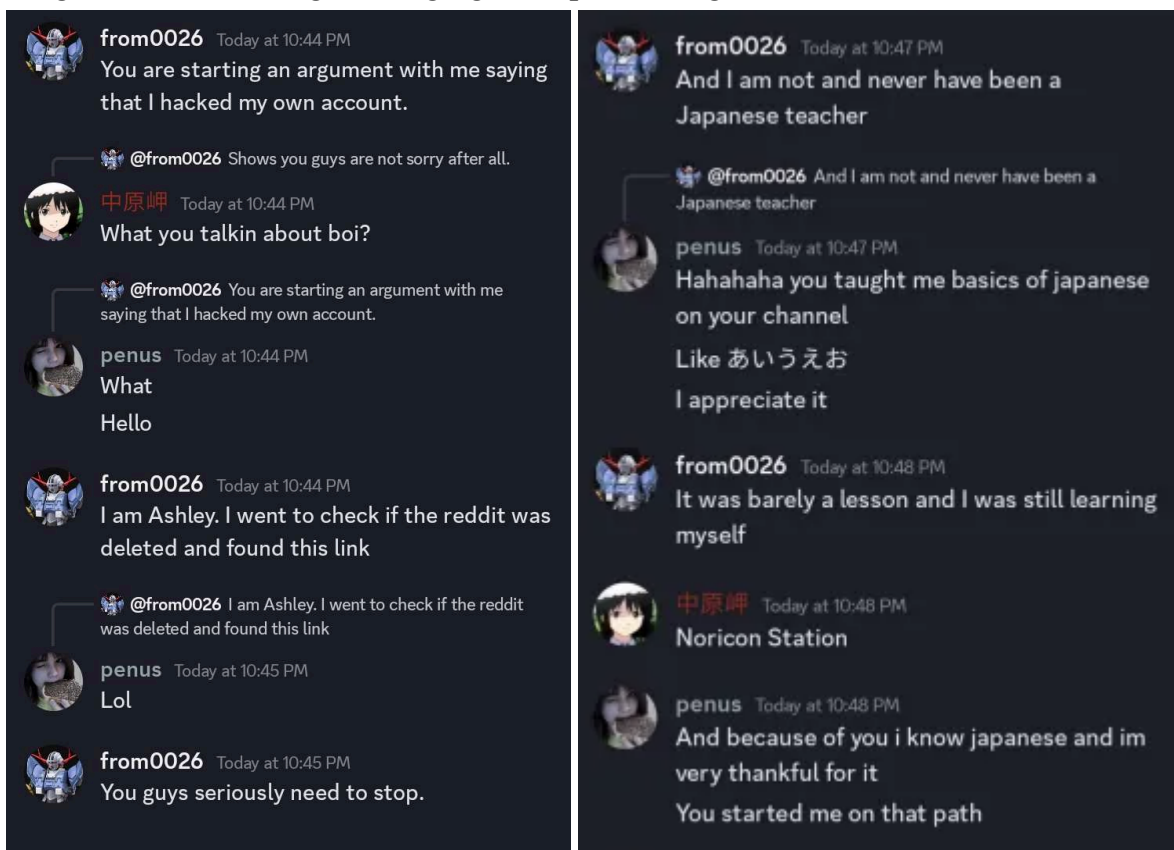 from0026 Today at 10:44 PM
You are starting an argument with me saying
that I hacked my own account.
@from0026 Shows you guys are not sorry after all.
中原岬 Today at 10:44 PM
What you talkin about boi?
@from0026 You are starting an argument with me
saying that I hacked my own account.
penus Today at 10:44 PM
What
Hello
from0026 Today at 10:44 PM
I am Ashley. I went to check if the reddit was
deleted and found this link
@from0026 I am Ashley. I went to check if the reddit
was deleted and found this link
penus Today at 10:45 PM
Lol
from0026 Today at 10:45 PM
You guys seriously need to stop.
from0026 Today at 10:47 PM
And I am not and never have been a
Japanese teacher
@from0026 And I am not and never have been a
Japanese teacher
penus Today at 10:47 PM
Hahahaha you taught me basics of japanese
on your channel
Like あいうえお
I appreciate it
from0026 Today at 10:48 PM
It was barely a lesson and I was still learning
myself
中原岬 Today at 10:48 PM
Noricon Station
penus Today at 10:48 PM
And because of you i know japanese and im
very thankful for it
You started me on that path